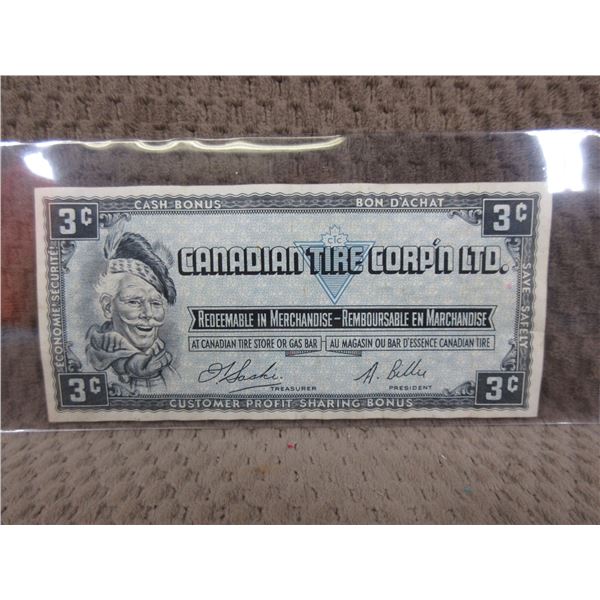 3¢ CASH BONUS BON D'ACHAT 3¢
CTC
CANADIAN TIRE CORP'N LTD.
REDEEMABLE IN MERCHANDISE – REMBOURSABLE EN MARCHANDISE
AT CANADIAN TIRE STORE OR GAS BAR AU MAGASIN OU BAR D'ESSENCE CANADIAN TIRE
A. Billes
TREASURER PRESIDENT
3¢ CUSTOMER PROFIT SHARING BONUS 3¢
ÉCONOMIE! SÉCURITÉ!
SAVE SAFELY